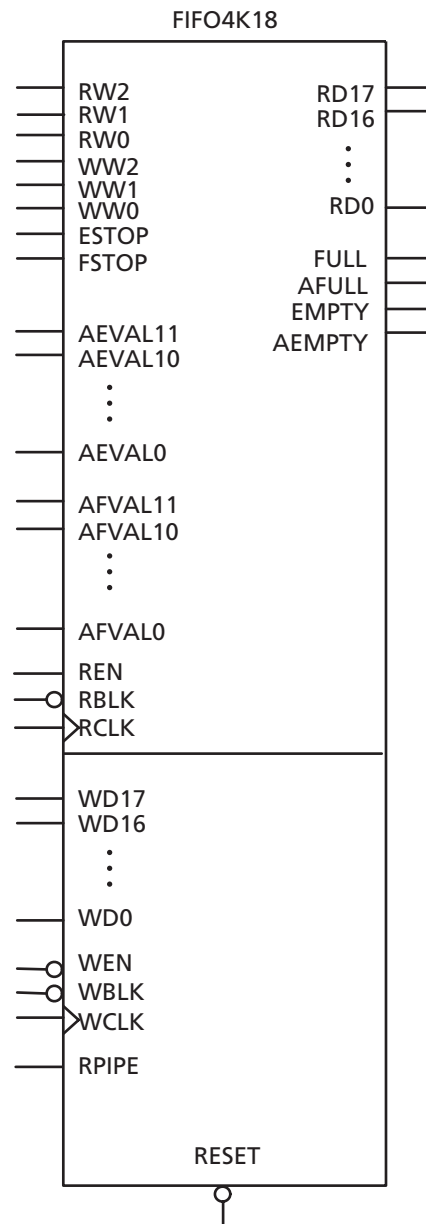 FIFO4K18
RW2
RD17
RW1
RD16
RW0
WW2
WW1
WW0
RD0
ESTOP
FSTOP
FULL
AFULL
EMPTY
AEVAL11
AEMPTY
AEVAL10
AEVAL0
AFVAL11
AFVAL10
AFVAL0
REN
RBLK
RCLK
WD17
WD16
WD0
WEN
WBLK
WCLK
RPIPE
RESET